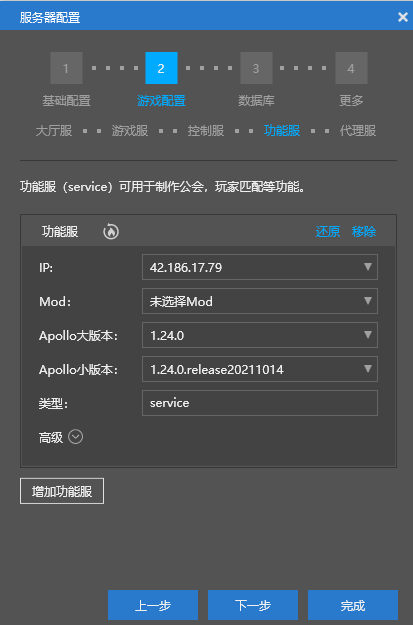 服务器配置
1 2 3 4
基础配置 游戏配置 数据库 更多
大厅服 游戏服 控制服 功能服 代理服
功能服（service）可用于制作公会，玩家匹配等功能。
功能服 还原 移除
IP: 42.186.17.79
Mod: 未选择Mod
Apollo大版本: 1.24.0
Apollo小版本: 1.24.0.release20211014
类型: service
高级
增加功能服
上一步 下一步 完成